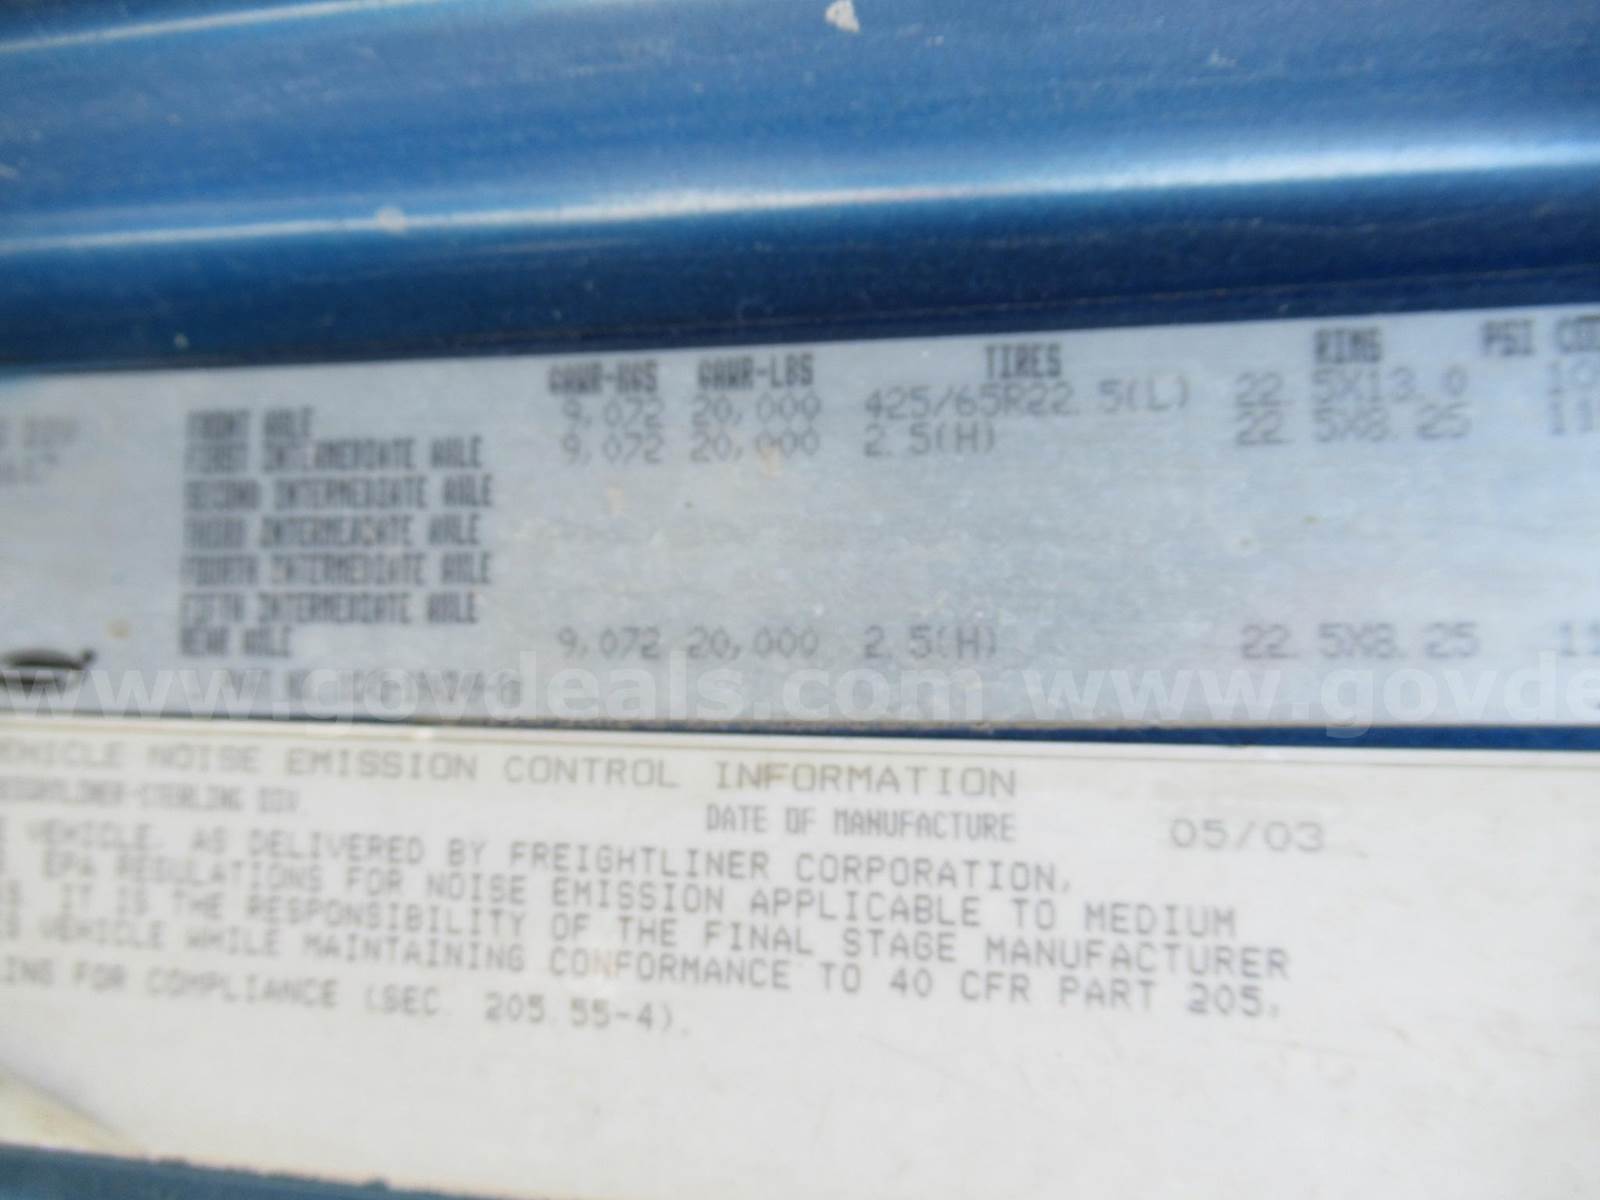 GAWR-KGS GAWR-LBS TIRES RIMS PSI
FRONT AXLE 9,072 20,000 425/65R22.5(L) 22.5X13.0
FIRST INTERMEDIATE AXLE 9,072 20,000 2.5(H) 22.5X8.25
SECOND INTERMEDIATE AXLE
THIRD INTERMEDIATE AXLE
FOURTH INTERMEDIATE AXLE
FIFTH INTERMEDIATE AXLE
REAR AXLE 9,072 20,000 2.5(H) 22.5X8.25
www.govdeals.com www.govde
EHICLE NOISE EMISSION CONTROL INFORMATION
EIGHTLINER-STERLING DIV.
DATE OF MANUFACTURE 05/03
VEHICLE, AS DELIVERED BY FREIGHTLINER CORPORATION,
EPA REGULATIONS FOR NOISE EMISSION APPLICABLE TO MEDIUM
IT IS THE RESPONSIBILITY OF THE FINAL STAGE MANUFACTURER
VEHICLE WHILE MAINTAINING CONFORMANCE TO 40 CFR PART 205,
LING FOR COMPLIANCE (SEC. 205.55-4).